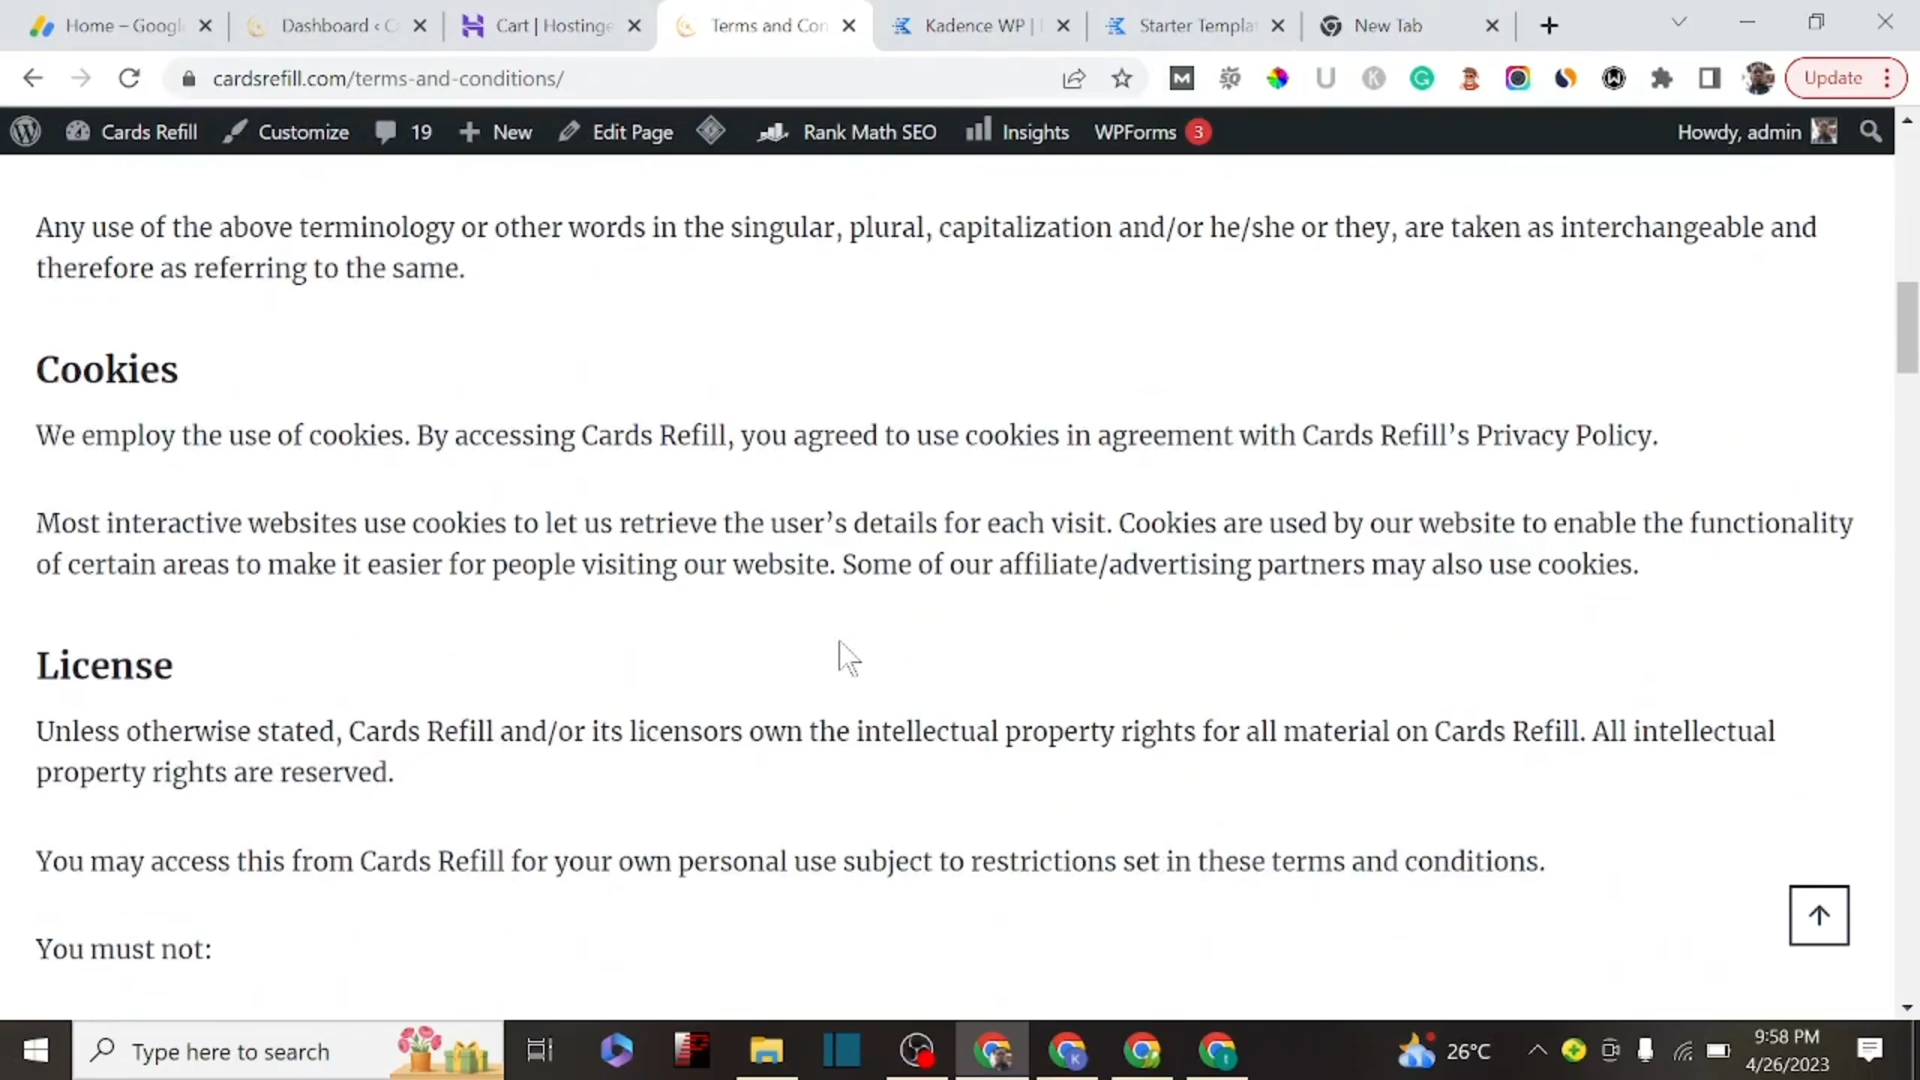 Home – Googl
Dashboard ‹ C
Cart | Hostinge
Terms and Con
Kadence WP |
Starter Templa
New Tab
cardsrefill.com/terms-and-conditions/
Update
Cards Refill
Customize
19
New
Edit Page
Rank Math SEO
Insights
WPForms 3
Howdy, admin
Any use of the above terminology or other words in the singular, plural, capitalization and/or he/she or they, are taken as interchangeable and
therefore as referring to the same.
Cookies
We employ the use of cookies. By accessing Cards Refill, you agreed to use cookies in agreement with Cards Refill’s Privacy Policy.
Most interactive websites use cookies to let us retrieve the user’s details for each visit. Cookies are used by our website to enable the functionality
of certain areas to make it easier for people visiting our website. Some of our affiliate/advertising partners may also use cookies.
License
Unless otherwise stated, Cards Refill and/or its licensors own the intellectual property rights for all material on Cards Refill. All intellectual
property rights are reserved.
You may access this from Cards Refill for your own personal use subject to restrictions set in these terms and conditions.
You must not:
Type here to search
26°C
9:58 PM
4/26/2023